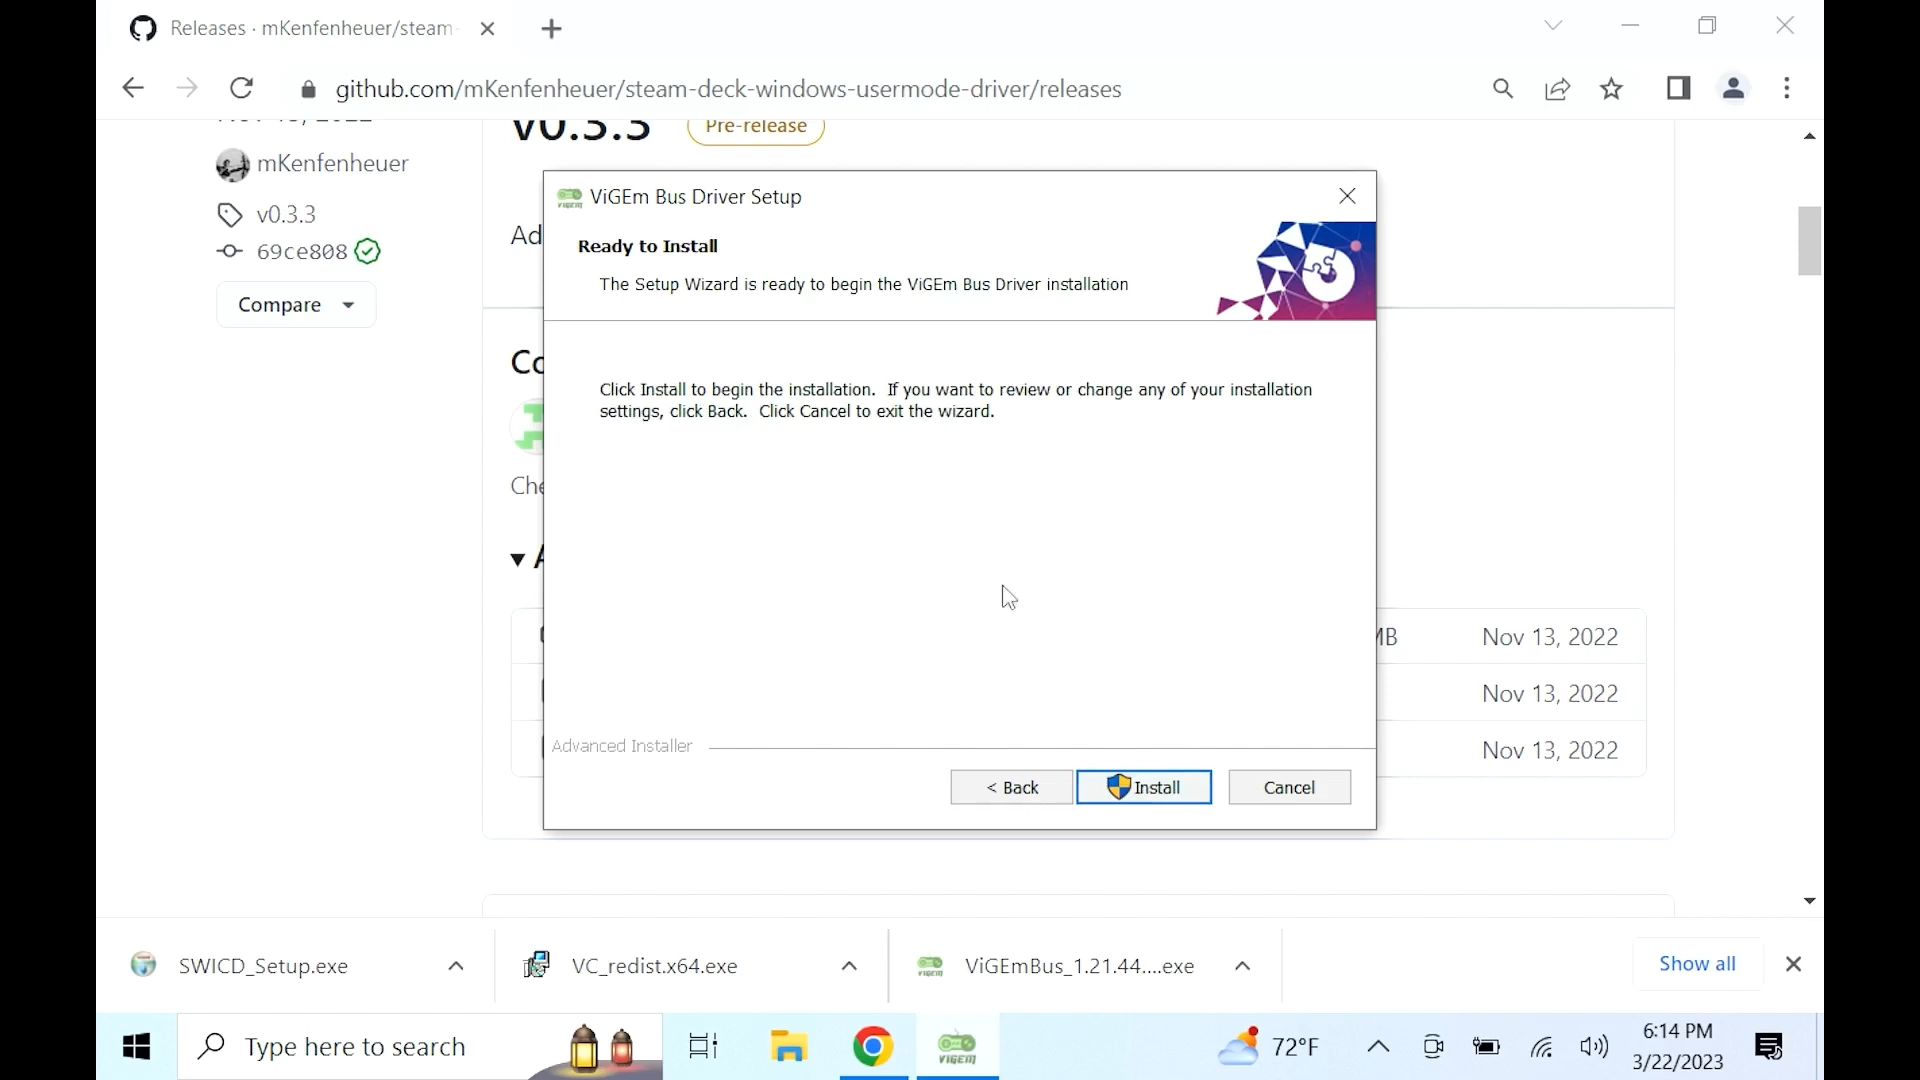 Releases · mKenfenheuer/steam-
github.com/mKenfenheuer/steam-deck-windows-usermode-driver/releases
v0.3.3
Pre-release
mKenfenheuer
v0.3.3
69ce808
Compare
Ad
Co
Che
A
ViGEm Bus Driver Setup
Ready to Install
The Setup Wizard is ready to begin the ViGEm Bus Driver installation
Click Install to begin the installation. If you want to review or change any of your installation
settings, click Back. Click Cancel to exit the wizard.
Advanced Installer
< Back
Install
Cancel
MB
Nov 13, 2022
Nov 13, 2022
Nov 13, 2022
SWICD_Setup.exe
VC_redist.x64.exe
ViGEmBus_1.21.44....exe
Show all
Type here to search
ViGEm
72°F
6:14 PM
3/22/2023